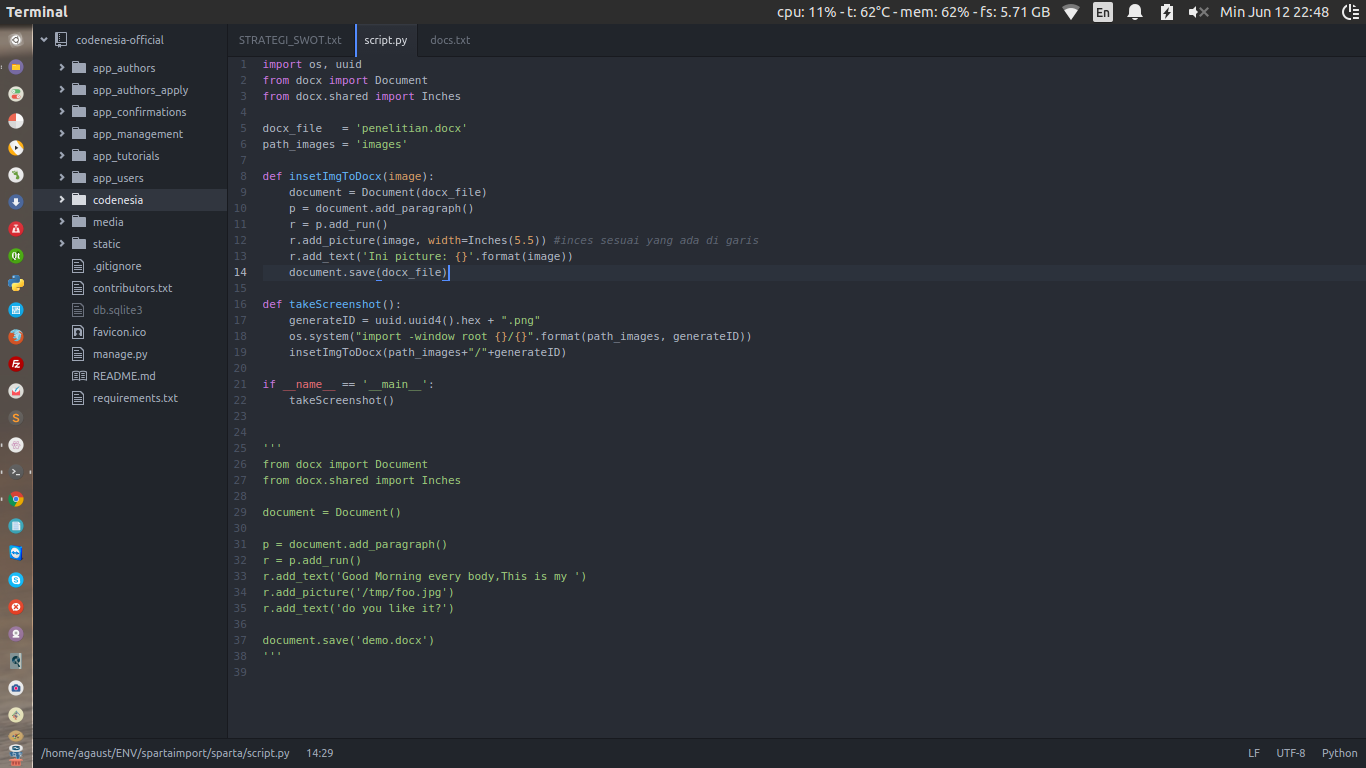 Terminal
cpu: 11% - t: 62°C - mem: 62% - fs: 5.71 GB
En
Min Jun 12 22:48
codenesia-official
app_authors
app_authors_apply
app_confirmations
app_management
app_tutorials
app_users
codenesia
media
static
.gitignore
contributors.txt
db.sqlite3
favicon.ico
manage.py
README.md
requirements.txt
STRATEGI_SWOT.txt
script.py
docs.txt
1 import os, uuid
2 from docx import Document
3 from docx.shared import Inches
4
5 docx_file   = 'penelitian.docx'
6 path_images = 'images'
7
8 def insetImgToDocx(image):
9     document = Document(docx_file)
10     p = document.add_paragraph()
11     r = p.add_run()
12     r.add_picture(image, width=Inches(5.5)) #inces sesuai yang ada di garis
13     r.add_text('Ini picture: {}'.format(image))
14     document.save(docx_file)
15
16 def takeScreenshot():
17     generateID = uuid.uuid4().hex + ".png"
18     os.system("import -window root {}/{}".format(path_images, generateID))
19     insetImgToDocx(path_images+"/"+generateID)
20
21 if __name__ == '__main__':
22     takeScreenshot()
23
24
25 '''
26 from docx import Document
27 from docx.shared import Inches
28
29 document = Document()
30
31 p = document.add_paragraph()
32 r = p.add_run()
33 r.add_text('Good Morning every body,This is my ')
34 r.add_picture('/tmp/foo.jpg')
35 r.add_text('do you like it?')
36
37 document.save('demo.docx')
38 '''
39
Qt
Fz
S
/home/agaust/ENV/spartaimport/sparta/script.py
14:29
LF
UTF-8
Python